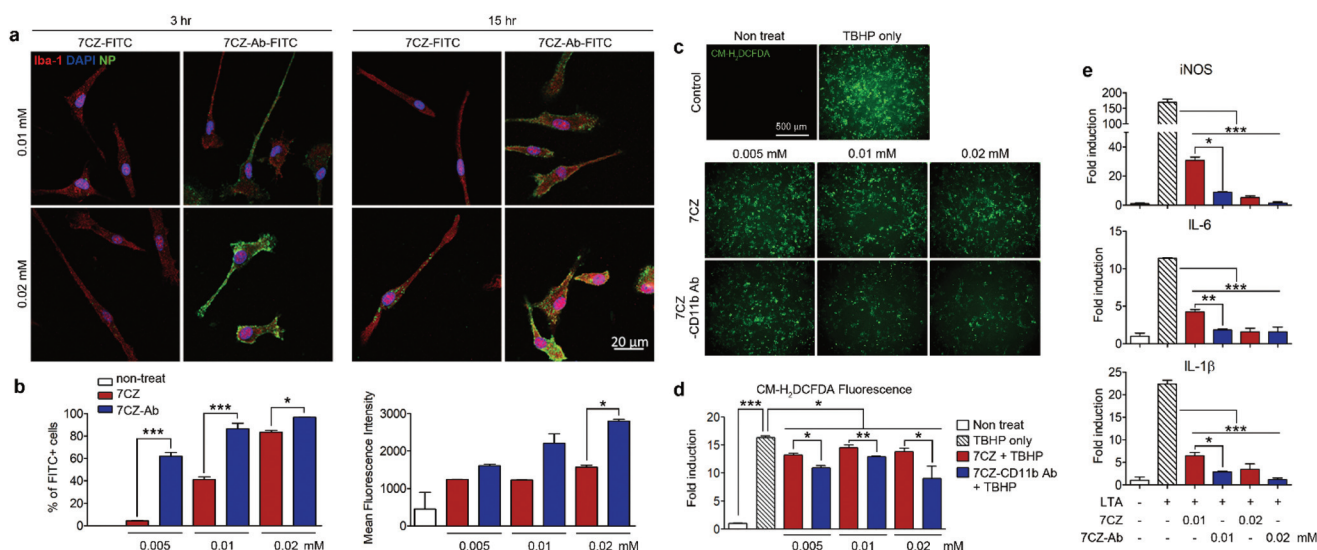 3 hr
15 hr
a
7CZ-FITC
7CZ-Ab-FITC
7CZ-FITC
7CZ-Ab-FITC
Iba-1 DAPI NP
0.01 mM
0.02 mM
20 µm
b
non-treat
7CZ
7CZ-Ab
% of FITC+ cells
100
80
60
40
20
0
***
***
*
0.005
0.01
0.02 mM
Mean Fluorescence Intensity
3000
2000
1000
0
*
0.005
0.01
0.02 mM
c
Non treat
TBHP only
CM-H2DCFDA
Control
500 µm
0.005 mM
0.01 mM
0.02 mM
7CZ
7CZ
-CD11b Ab
d
CM-H2DCFDA Fluorescence
Fold induction
20
15
10
5
0
***
*
*
**
*
0.005
0.01
0.02 mM
Non treat
TBHP only
7CZ + TBHP
7CZ-CD11b Ab
+ TBHP
e
iNOS
Fold induction
200
150
100
50
40
20
0
***
*
IL-6
Fold induction
15
10
5
0
***
**
IL-1β
Fold induction
25
20
15
10
5
0
***
*
LTA - + + + + +
7CZ - - 0.01 - 0.02 -
7CZ-Ab - - - 0.01 - 0.02 mM